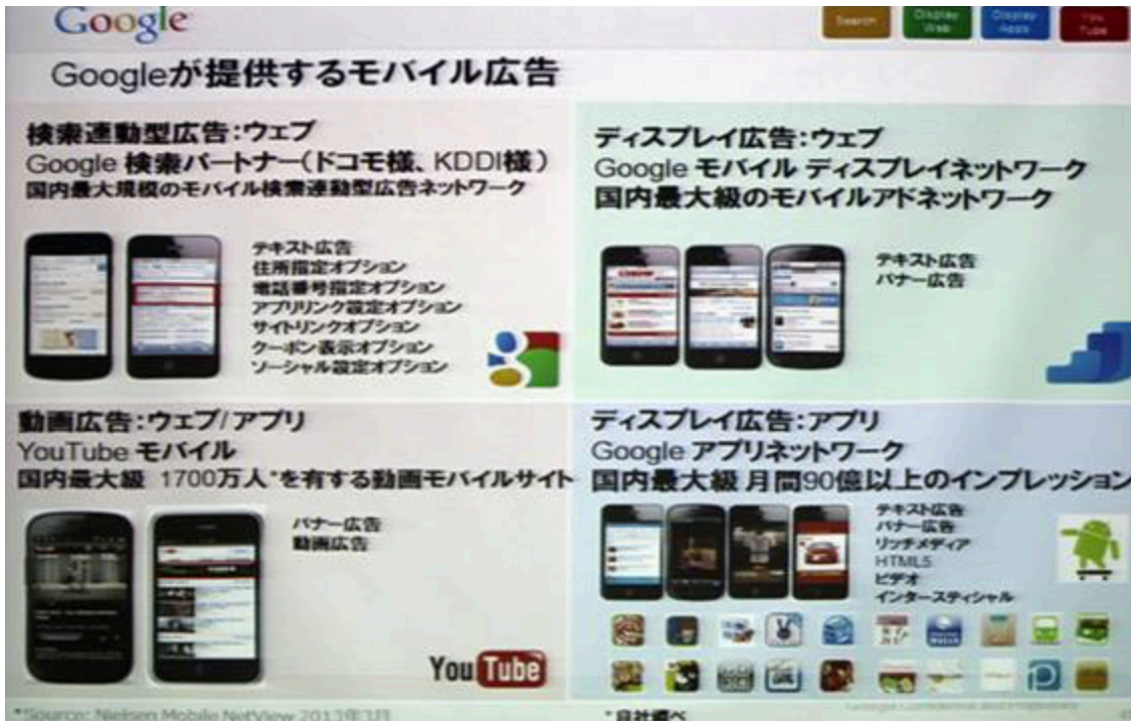 Google
Search
Display Web
Display Apps
You Tube
Googleが提供するモバイル広告
検索連動型広告:ウェブ
Google 検索パートナー(ドコモ様、KDDI様)
国内最大規模のモバイル検索連動型広告ネットワーク
テキスト広告
住所指定オプション
電話番号指定オプション
アプリリンク設定オプション
サイトリンクオプション
クーポン表示オプション
ソーシャル設定オプション
ディスプレイ広告:ウェブ
Google モバイル ディスプレイネットワーク
国内最大級のモバイルアドネットワーク
テキスト広告
バナー広告
動画広告:ウェブ/アプリ
YouTube モバイル
国内最大級 1700万人*を有する動画モバイルサイト
バナー広告
動画広告
YouTube
ディスプレイ広告:アプリ
Google アプリネットワーク
国内最大級 月間90億以上のインプレッション
テキスト広告
バナー広告
リッチメディア
HTML5
ビデオ
インタースティシャル
*Source: Nielsen Mobile NetView 2013年3月
*自社調べ
Google Confidential and Proprietary